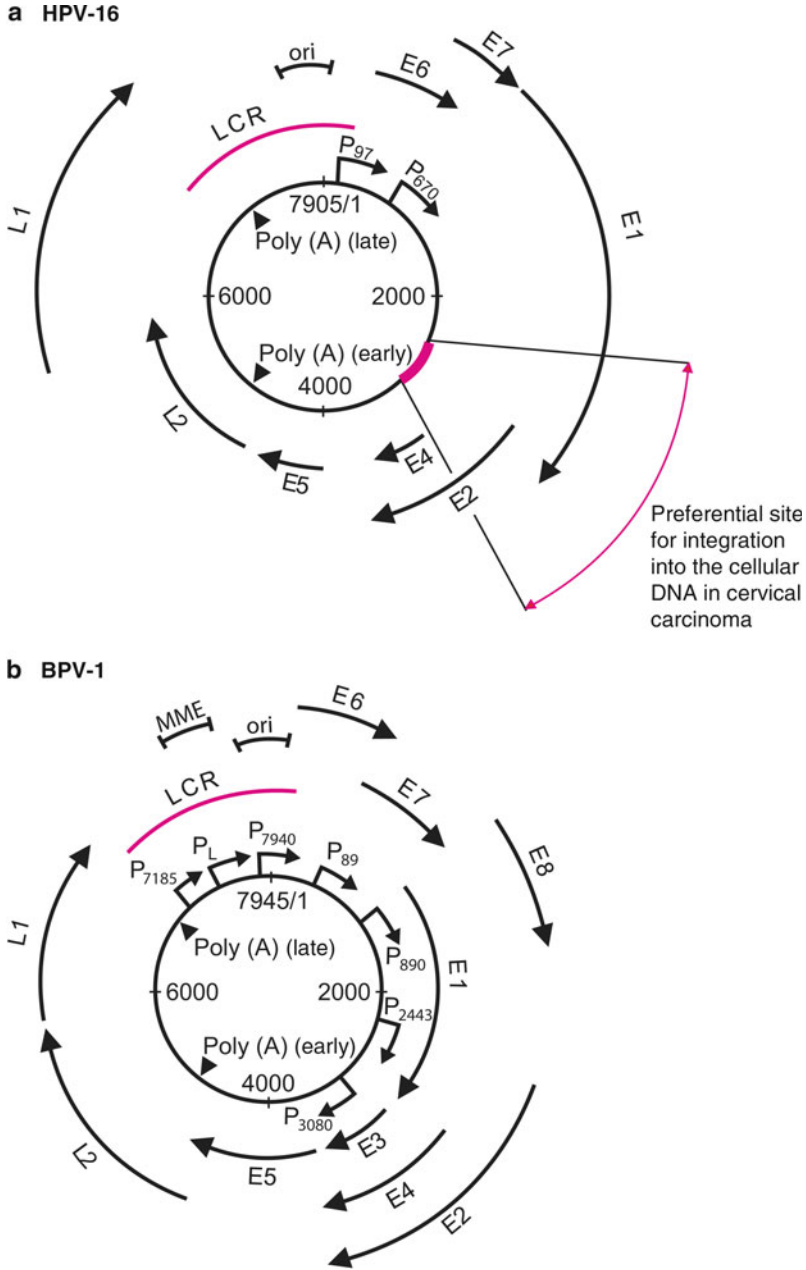 a HPV-16
ori
E6
E7
LCR
P97
P670
L1
E1
7905/1
Poly (A) (late)
6000
2000
Poly (A) (early)
4000
L2
E5
E4
E2
Preferential site
for integration
into the cellular
DNA in cervical
carcinoma
b BPV-1
MME
ori
E6
LCR
E7
E8
P7185
PL
P7940
P89
7945/1
L1
Poly (A) (late)
P890
E1
6000
2000
P2443
Poly (A) (early)
4000
P3080
L2
E5
E3
E4
E2